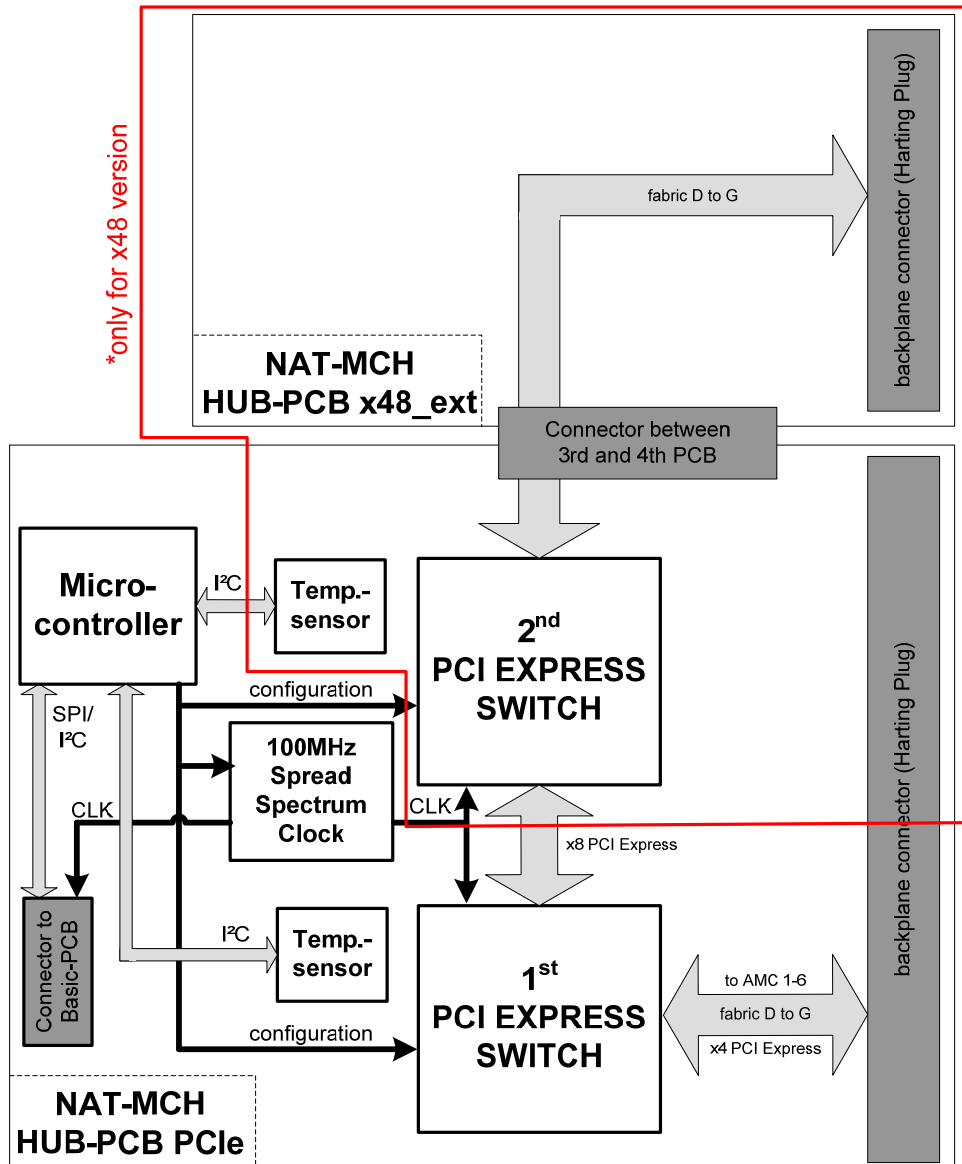 *only for x48 version
fabric D to G
backplane connector (Harting Plug)
NAT-MCH
HUB-PCB x48_ext
Connector between
3rd and 4th PCB
Micro-
controller
I²C
Temp.-
sensor
2nd
PCI EXPRESS
SWITCH
configuration
SPI/
I²C
100MHz
Spread
Spectrum
Clock
CLK
CLK
x8 PCI Express
backplane connector (Harting Plug)
Connector to
Basic-PCB
I²C
Temp.-
sensor
1st
PCI EXPRESS
SWITCH
to AMC 1-6
fabric D to G
x4 PCI Express
configuration
NAT-MCH
HUB-PCB PCIe